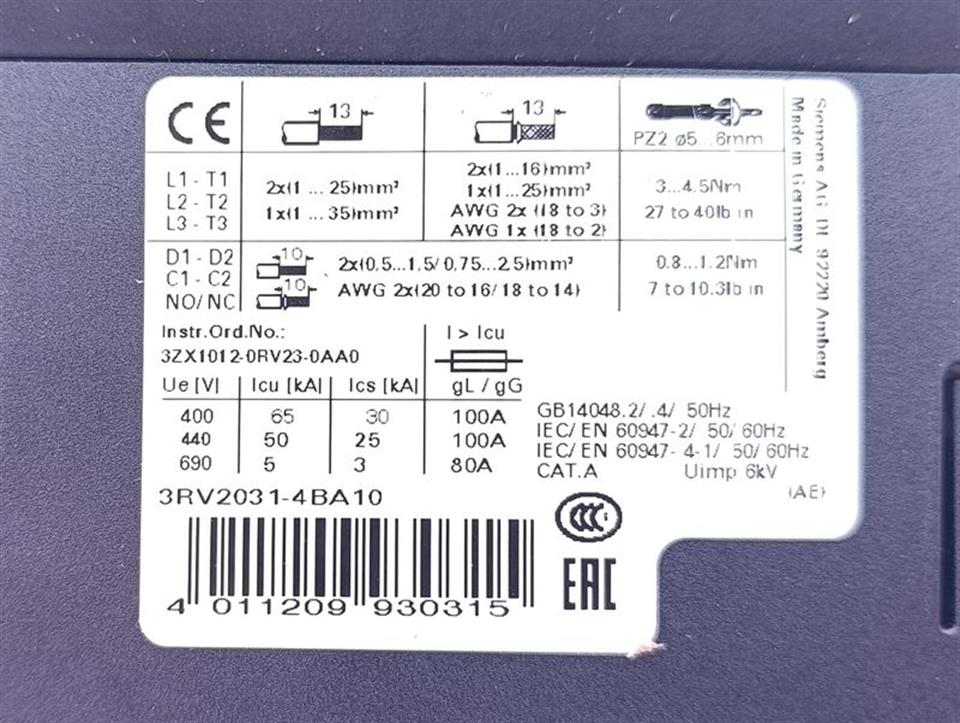 CE
13
13
PZ2 ø5...6mm
L1 - T1
L2 - T2
L3 - T3
2x(1 ... 25)mm²
1x(1 ... 35)mm²
2x(1...16)mm²
1x(1...25)mm²
AWG 2x (18 to 3)
AWG 1x (18 to 2)
3...4.5Nm
27 to 40lb in
D1 - D2
C1 - C2
NO/ NC
10
10
2x(0,5...1,5/ 0,75...2,5)mm²
AWG 2x(20 to 16/ 18 to 14)
0.8...1.2Nm
7 to 10.3lb in
Siemens AG, DE 92220 Amberg
Made in Germany
Instr.Ord.No.:
3ZX1012-0RV23-0AA0
I > Icu
gL / gG
Ue [V] Icu [kA] Ics [kA]
400 65 30 100A
440 50 25 100A
690 5 3 80A
GB14048.2/ .4/ 50Hz
IEC/ EN 60947-2/ 50/ 60Hz
IEC/ EN 60947- 4-1/ 50/ 60Hz
CAT.A Uimp 6kV
(AE)
3RV2031-4BA10
CCC
EAC
4 011209 930315